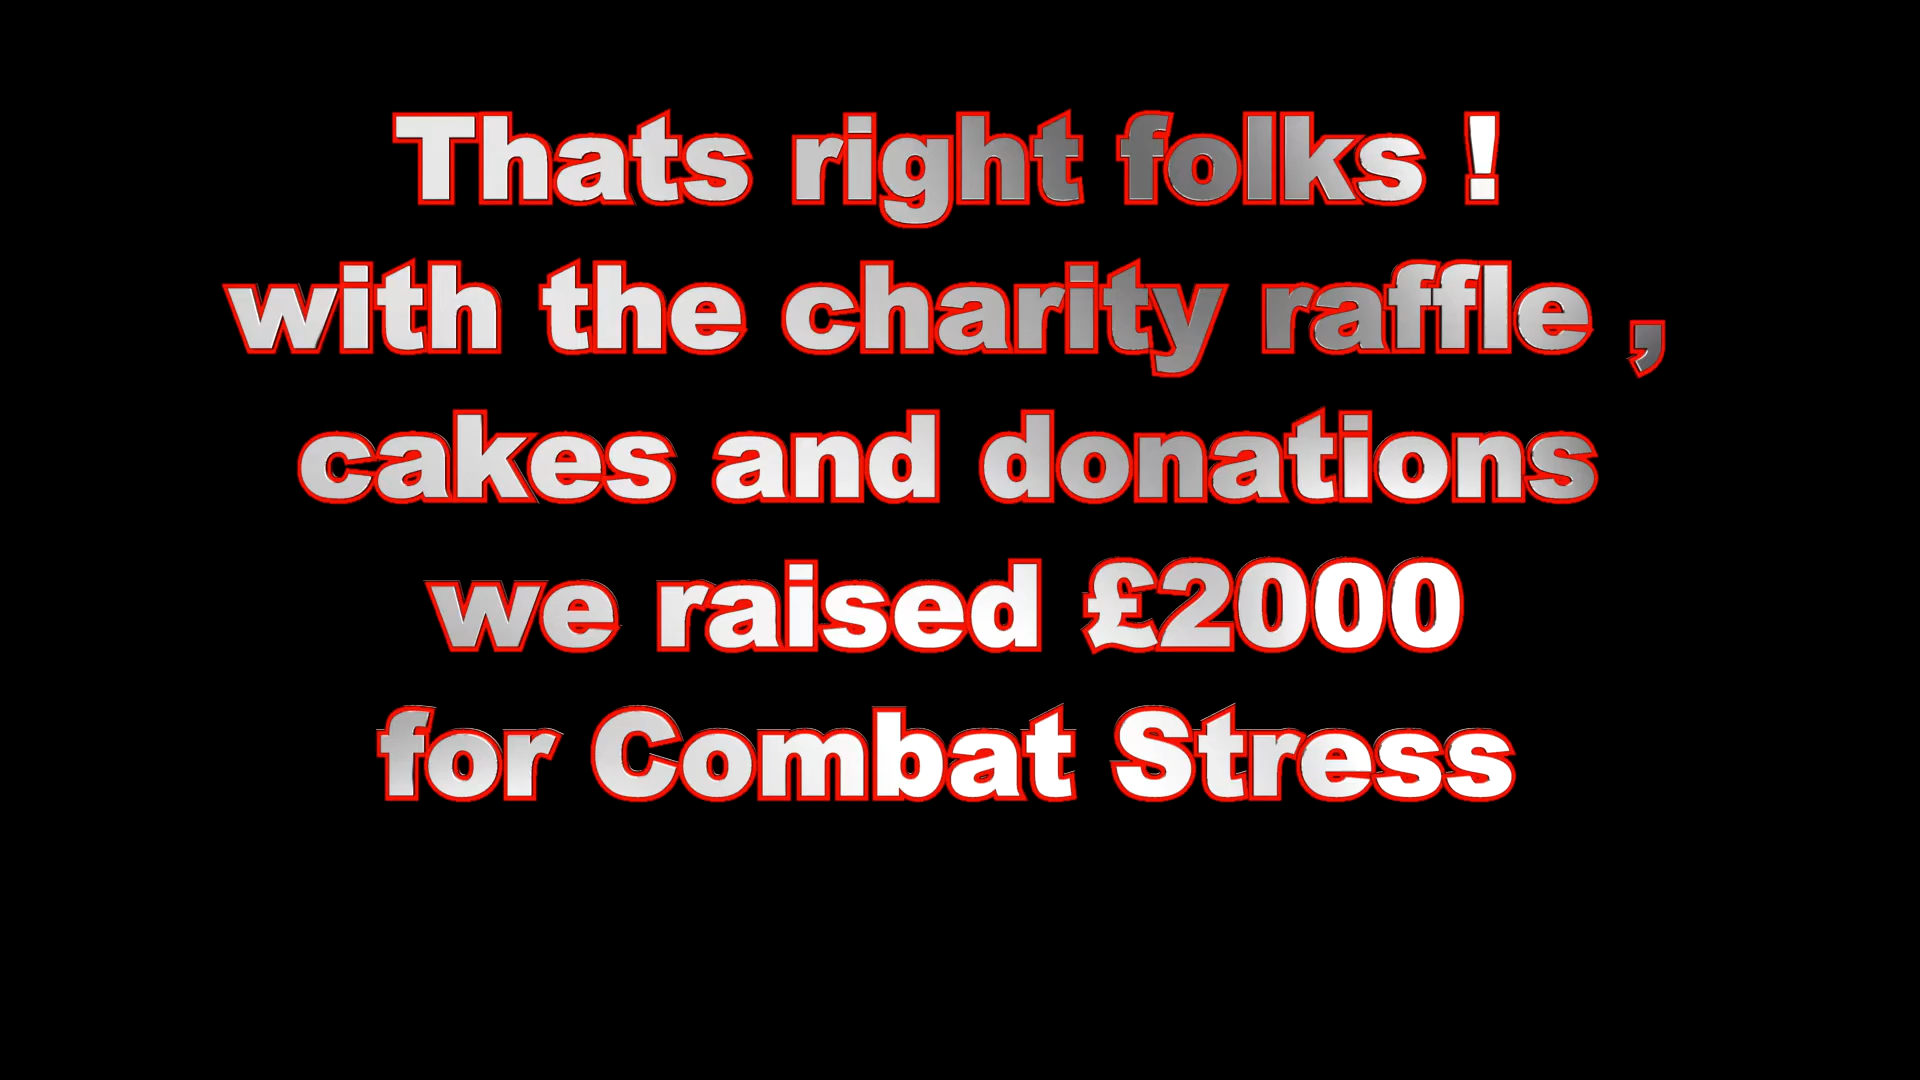 Thats right folks !
with the charity raffle ,
cakes and donations
we raised £2000
for Combat Stress